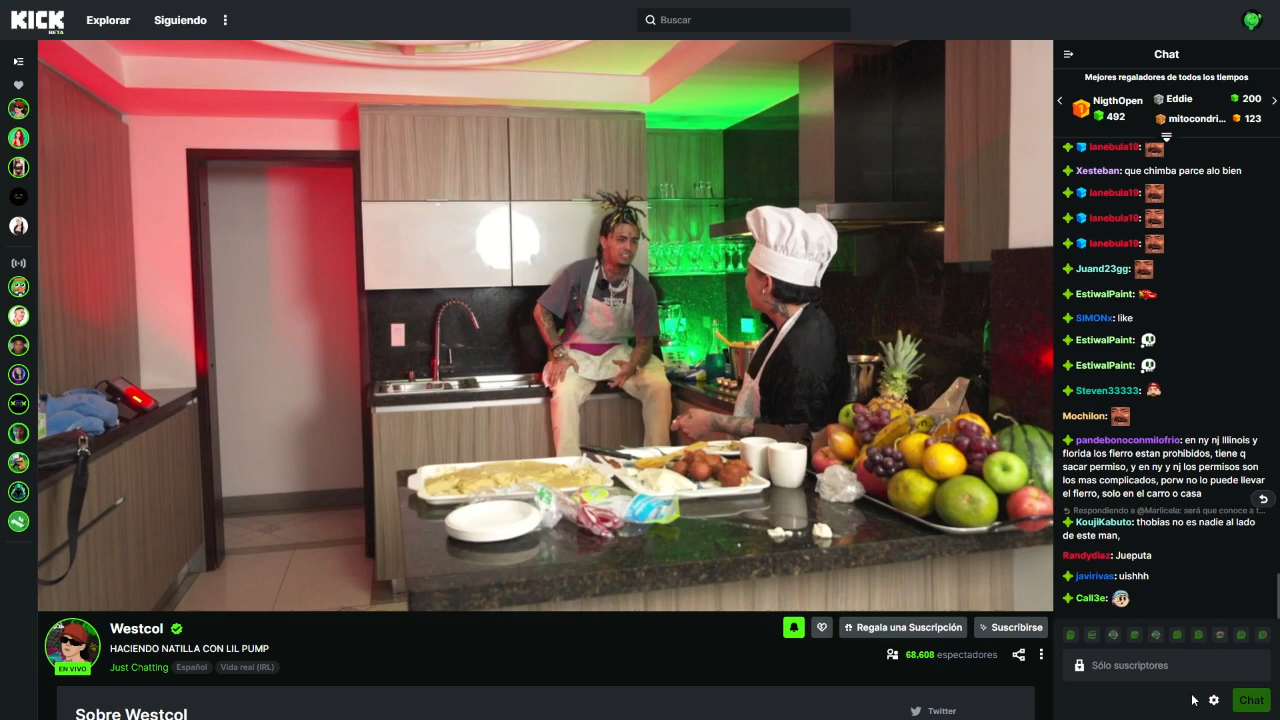 KICK
BETA
Explorar
Siguiendo
Buscar
Chat
Mejores regaladores de todos los tiempos
NigthOpen
492
Eddie
200
mitocondri...
123
lanebula19:
Xesteban: que chimba parce alo bien
lanebula19:
lanebula19:
lanebula19:
Juand23gg:
EstiwalPaint:
SIMONx: like
EstiwalPaint:
EstiwalPaint:
Steven33333:
Mochilon:
pandebonoconmilofrio: en ny nj Illinois y
florida los fierro estan prohibidos, tiene q
sacar permiso, y en ny y nj los permisos son
los mas complicados, porw no lo puede llevar
el fierro, solo en el carro o casa
Respondiendo a @Mariicela: será que conoce a t...
KoujiKabuto: thobias no es nadie al lado
de este man,
Randydiaz: Jueputa
javirivas: uishhh
Call3e:
Sólo suscriptores
Chat
Westcol
HACIENDO NATILLA CON LIL PUMP
Just Chatting
Español
Vida real (IRL)
EN VIVO
Regala una Suscripción
Suscribirse
68,608 espectadores
Sobre Westcol
Twitter